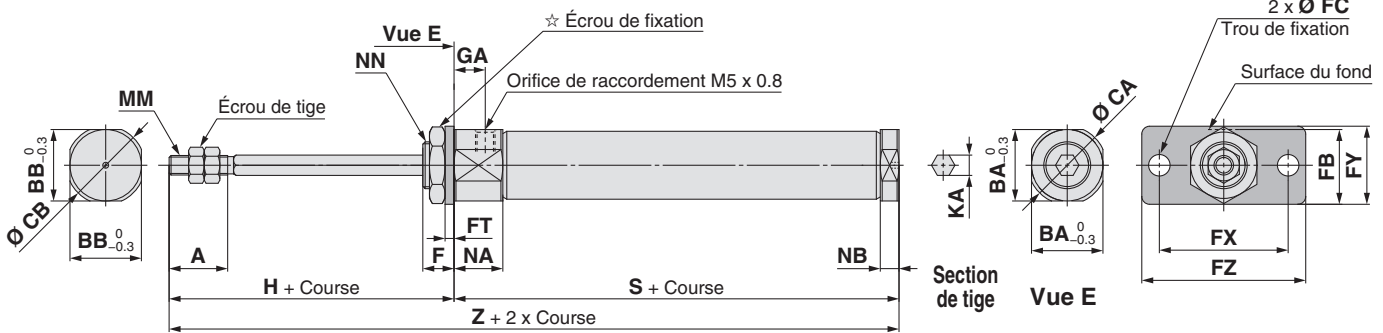 ☆ Écrou de fixation
Vue E
GA
NN
Orifice de raccordement M5 x 0.8
MM
Écrou de tige
2 x Ø FC
Trou de fixation
Surface du fond
Ø CA
BB 0 −0.3
Ø CB
BB 0 −0.3
A
F
FT
NA
NB
KA
Section
de tige
BA 0 −0.3
BA 0 −0.3
Vue E
FB
FY
FX
FZ
H + Course
S + Course
Z + 2 x Course